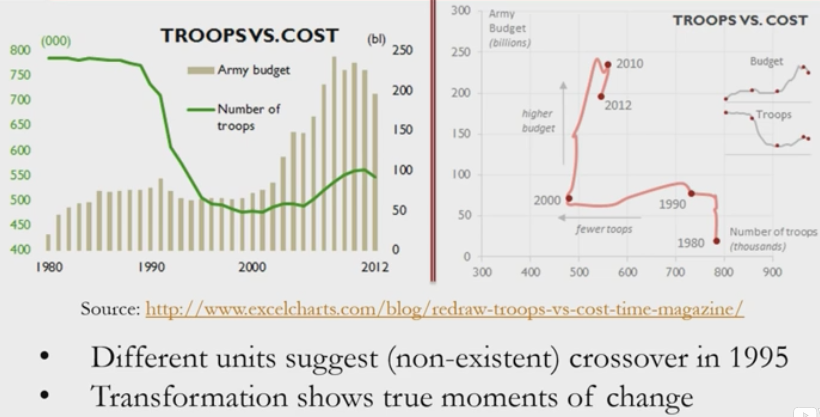 TROOPS VS. COST
(000)
(bl)
800
750
700
650
600
550
500
450
400
Army budget
Number of
troops
250
200
150
100
50
0
1980
1990
2000
2012
TROOPS VS. COST
Army
Budget
(billions)
300
250
200
150
100
50
0
2010
2012
higher
budget
2000
1990
1980
fewer toops
Budget
Troops
Number of troops
(thousands)
300
400
500
600
700
800
900
Source: http://www.excelcharts.com/blog/redraw-troops-vs-cost-time-magazine/
• Different units suggest (non-existent) crossover in 1995
• Transformation shows true moments of change